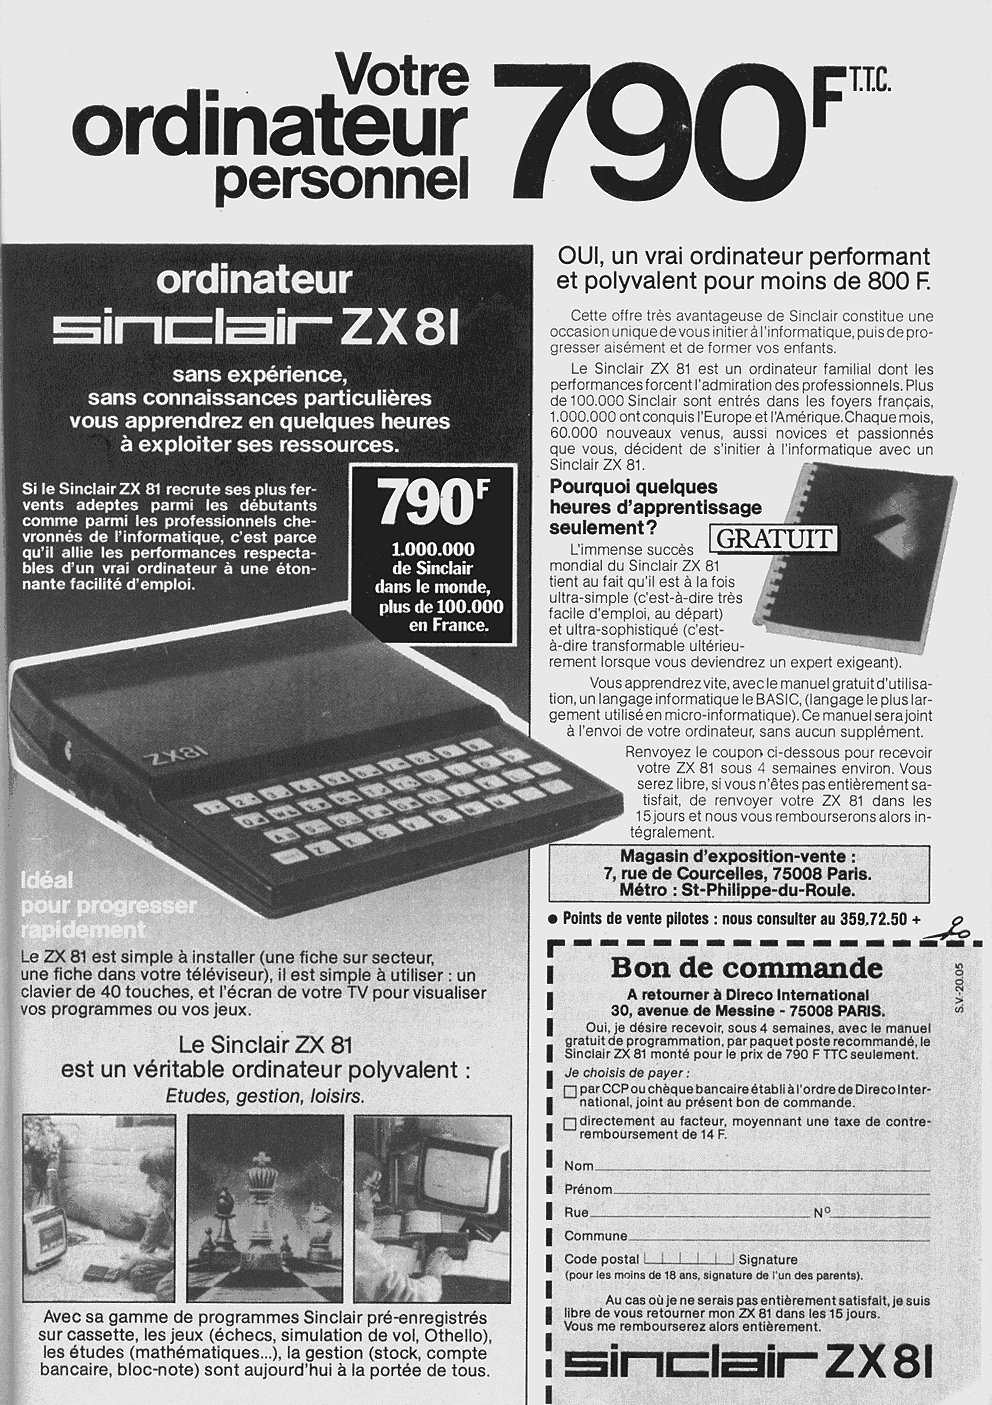 Votre
ordinateur
personnel
790F T.T.C.
ordinateur
sinclair ZX81
sans expérience,
sans connaissances particulières
vous apprendrez en quelques heures
à exploiter ses ressources.
Si le Sinclair ZX 81 recrute ses plus fer-
vents adeptes parmi les débutants
comme parmi les professionnels che-
vronnés de l'informatique, c'est parce
qu'il allie les performances respecta-
bles d'un vrai ordinateur à une éton-
nante facilité d'emploi.
790F
1.000.000
de Sinclair
dans le monde,
plus de 100.000
en France.
ZX81
Idéal
pour progresser
rapidement
Le ZX 81 est simple à installer (une fiche sur secteur,
une fiche dans votre téléviseur), il est simple à utiliser : un
clavier de 40 touches, et l'écran de votre TV pour visualiser
vos programmes ou vos jeux.
Le Sinclair ZX 81
est un véritable ordinateur polyvalent :
Etudes, gestion, loisirs.
Avec sa gamme de programmes Sinclair pré-enregistrés
sur cassette, les jeux (échecs, simulation de vol, Othello),
les études (mathématiques...), la gestion (stock, compte
bancaire, bloc-note) sont aujourd'hui à la portée de tous.
OUI, un vrai ordinateur performant
et polyvalent pour moins de 800 F.
Cette offre très avantageuse de Sinclair constitue une
occasion unique de vous initier à l'informatique, puis de pro-
gresser aisément et de former vos enfants.
Le Sinclair ZX 81 est un ordinateur familial dont les
performances forcent l'admiration des professionnels. Plus
de 100.000 Sinclair sont entrés dans les foyers français,
1.000.000 ont conquis l'Europe et l'Amérique. Chaque mois,
60.000 nouveaux venus, aussi novices et passionnés
que vous, décident de s'initier à l'informatique avec un
Sinclair ZX 81.
Pourquoi quelques
heures d'apprentissage
seulement ?
GRATUIT
L'immense succès
mondial du Sinclair ZX 81
tient au fait qu'il est à la fois
ultra-simple (c'est-à-dire très
facile d'emploi, au départ)
et ultra-sophistiqué (c'est-
à-dire transformable ultérieu-
rement lorsque vous deviendrez un expert exigeant).
Vous apprendrez vite, avec le manuel gratuit d'utilisa-
tion, un langage informatique le BASIC, (langage le plus lar-
gement utilisé en micro-informatique). Ce manuel sera joint
à l'envoi de votre ordinateur, sans aucun supplément.
Renvoyez le coupon ci-dessous pour recevoir
votre ZX 81 sous 4 semaines environ. Vous
serez libre, si vous n'êtes pas entièrement sa-
tisfait, de renvoyer votre ZX 81 dans les
15 jours et nous vous rembourserons alors in-
tégralement.
Magasin d'exposition-vente :
7, rue de Courcelles, 75008 Paris.
Métro : St-Philippe-du-Roule.
● Points de vente pilotes : nous consulter au 359.72.50 +
Bon de commande
S.V-20.05
A retourner à Direco International
30, avenue de Messine - 75008 PARIS.
Oui, je désire recevoir, sous 4 semaines, avec le manuel
gratuit de programmation, par paquet poste recommandé, le
Sinclair ZX 81 monté pour le prix de 790 F TTC seulement.
Je choisis de payer :
par CCP ou chèque bancaire établi à l'ordre de Direco Inter-
national, joint au présent bon de commande.
directement au facteur, moyennant une taxe de contre-
remboursement de 14 F.
Nom
Prénom
Rue N°
Commune
Code postal Signature
(pour les moins de 18 ans, signature de l'un des parents).
Au cas où je ne serais pas entièrement satisfait, je suis
libre de vous retourner mon ZX 81 dans les 15 jours.
Vous me rembourserez alors entièrement.
sinclair ZX81